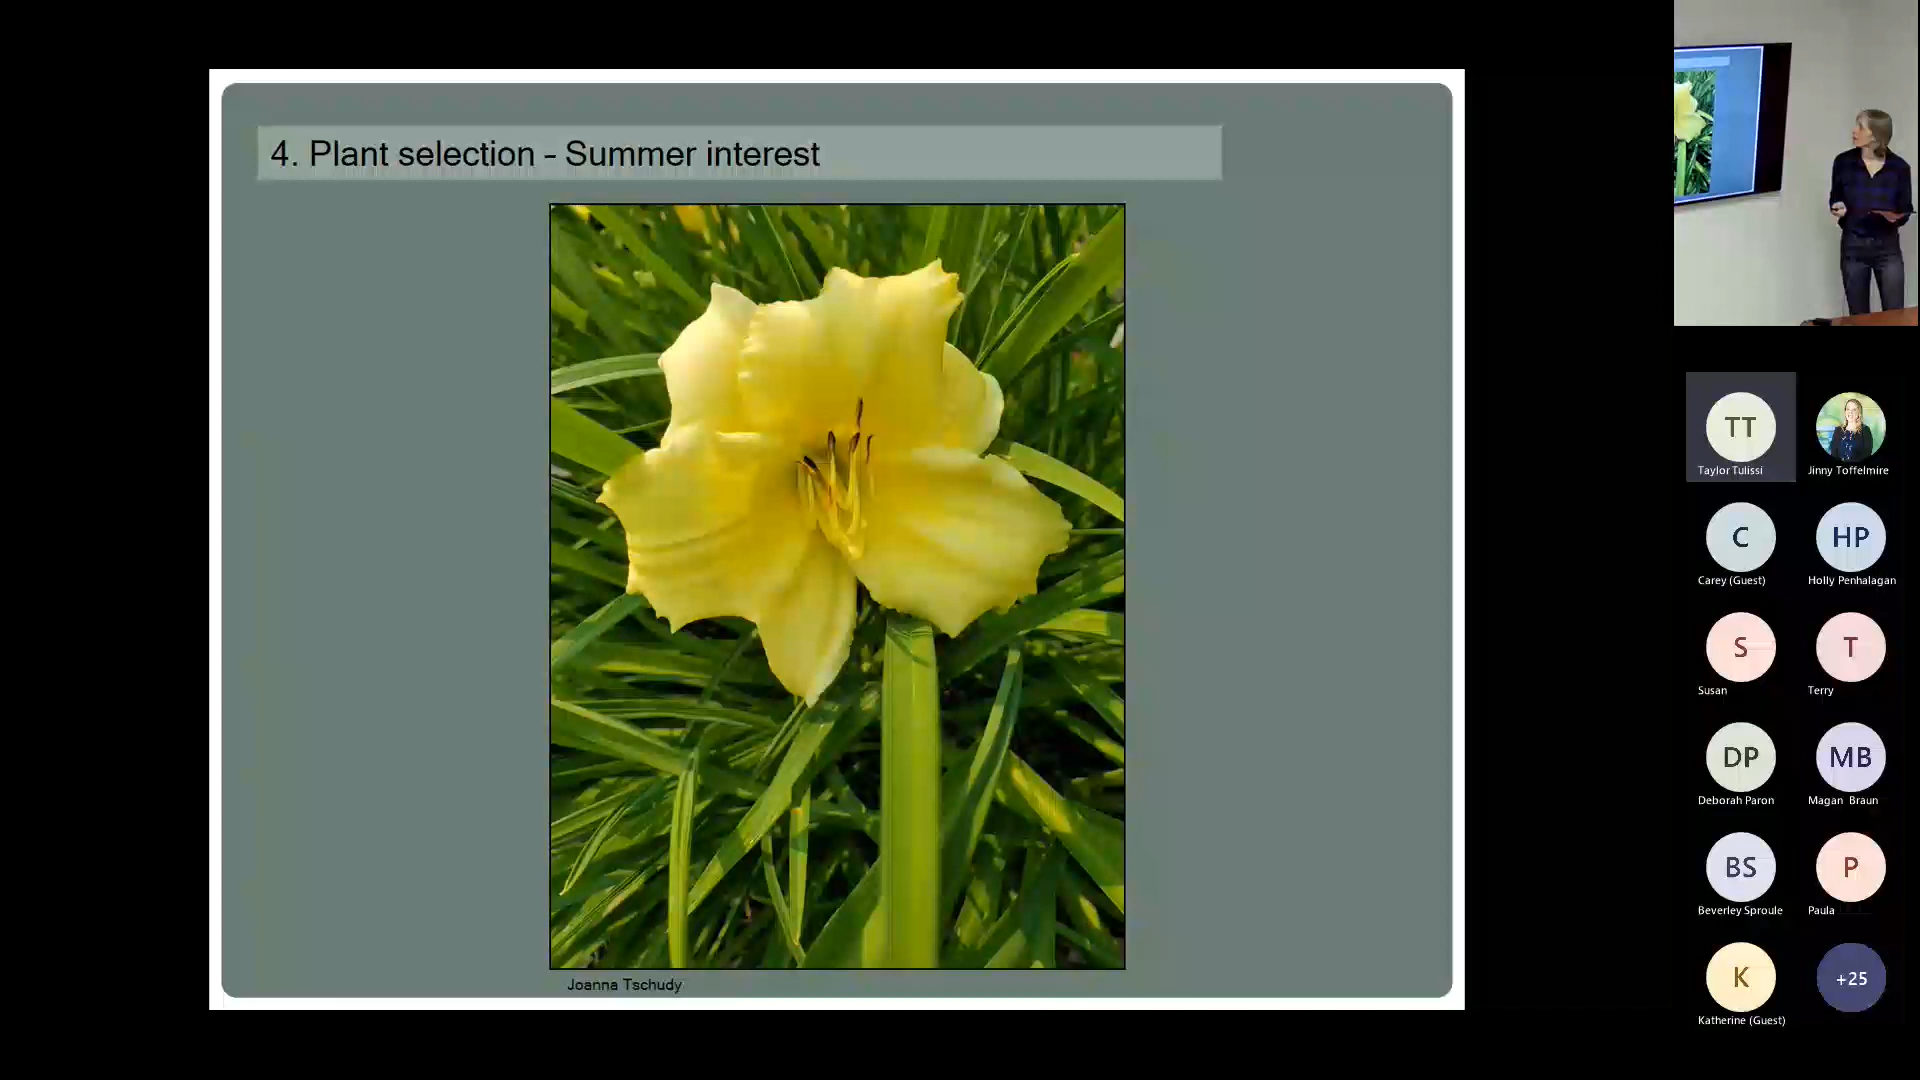 4. Plant selection - Summer interest
Joanna Tschudy
TT
Taylor Tulissi
Jinny Toffelmire
C
Carey (Guest)
HP
Holly Penhalagan
S
Susan
T
Terry
DP
Deborah Paron
MB
Magan Braun
BS
Beverley Sproule
P
Paula
K
Katherine (Guest)
+25